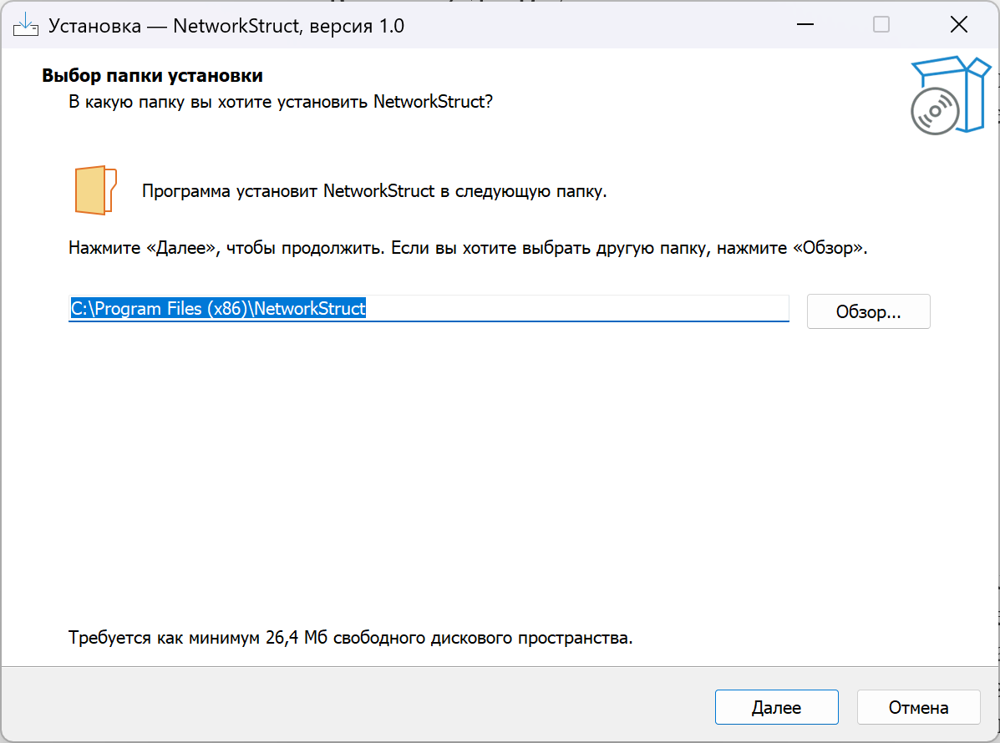 Установка — NetworkStruct, версия 1.0
Выбор папки установки
В какую папку вы хотите установить NetworkStruct?
Программа установит NetworkStruct в следующую папку.
Нажмите «Далее», чтобы продолжить. Если вы хотите выбрать другую папку, нажмите «Обзор».
C:\Program Files (x86)\NetworkStruct
Обзор...
Требуется как минимум 26,4 Мб свободного дискового пространства.
Далее
Отмена